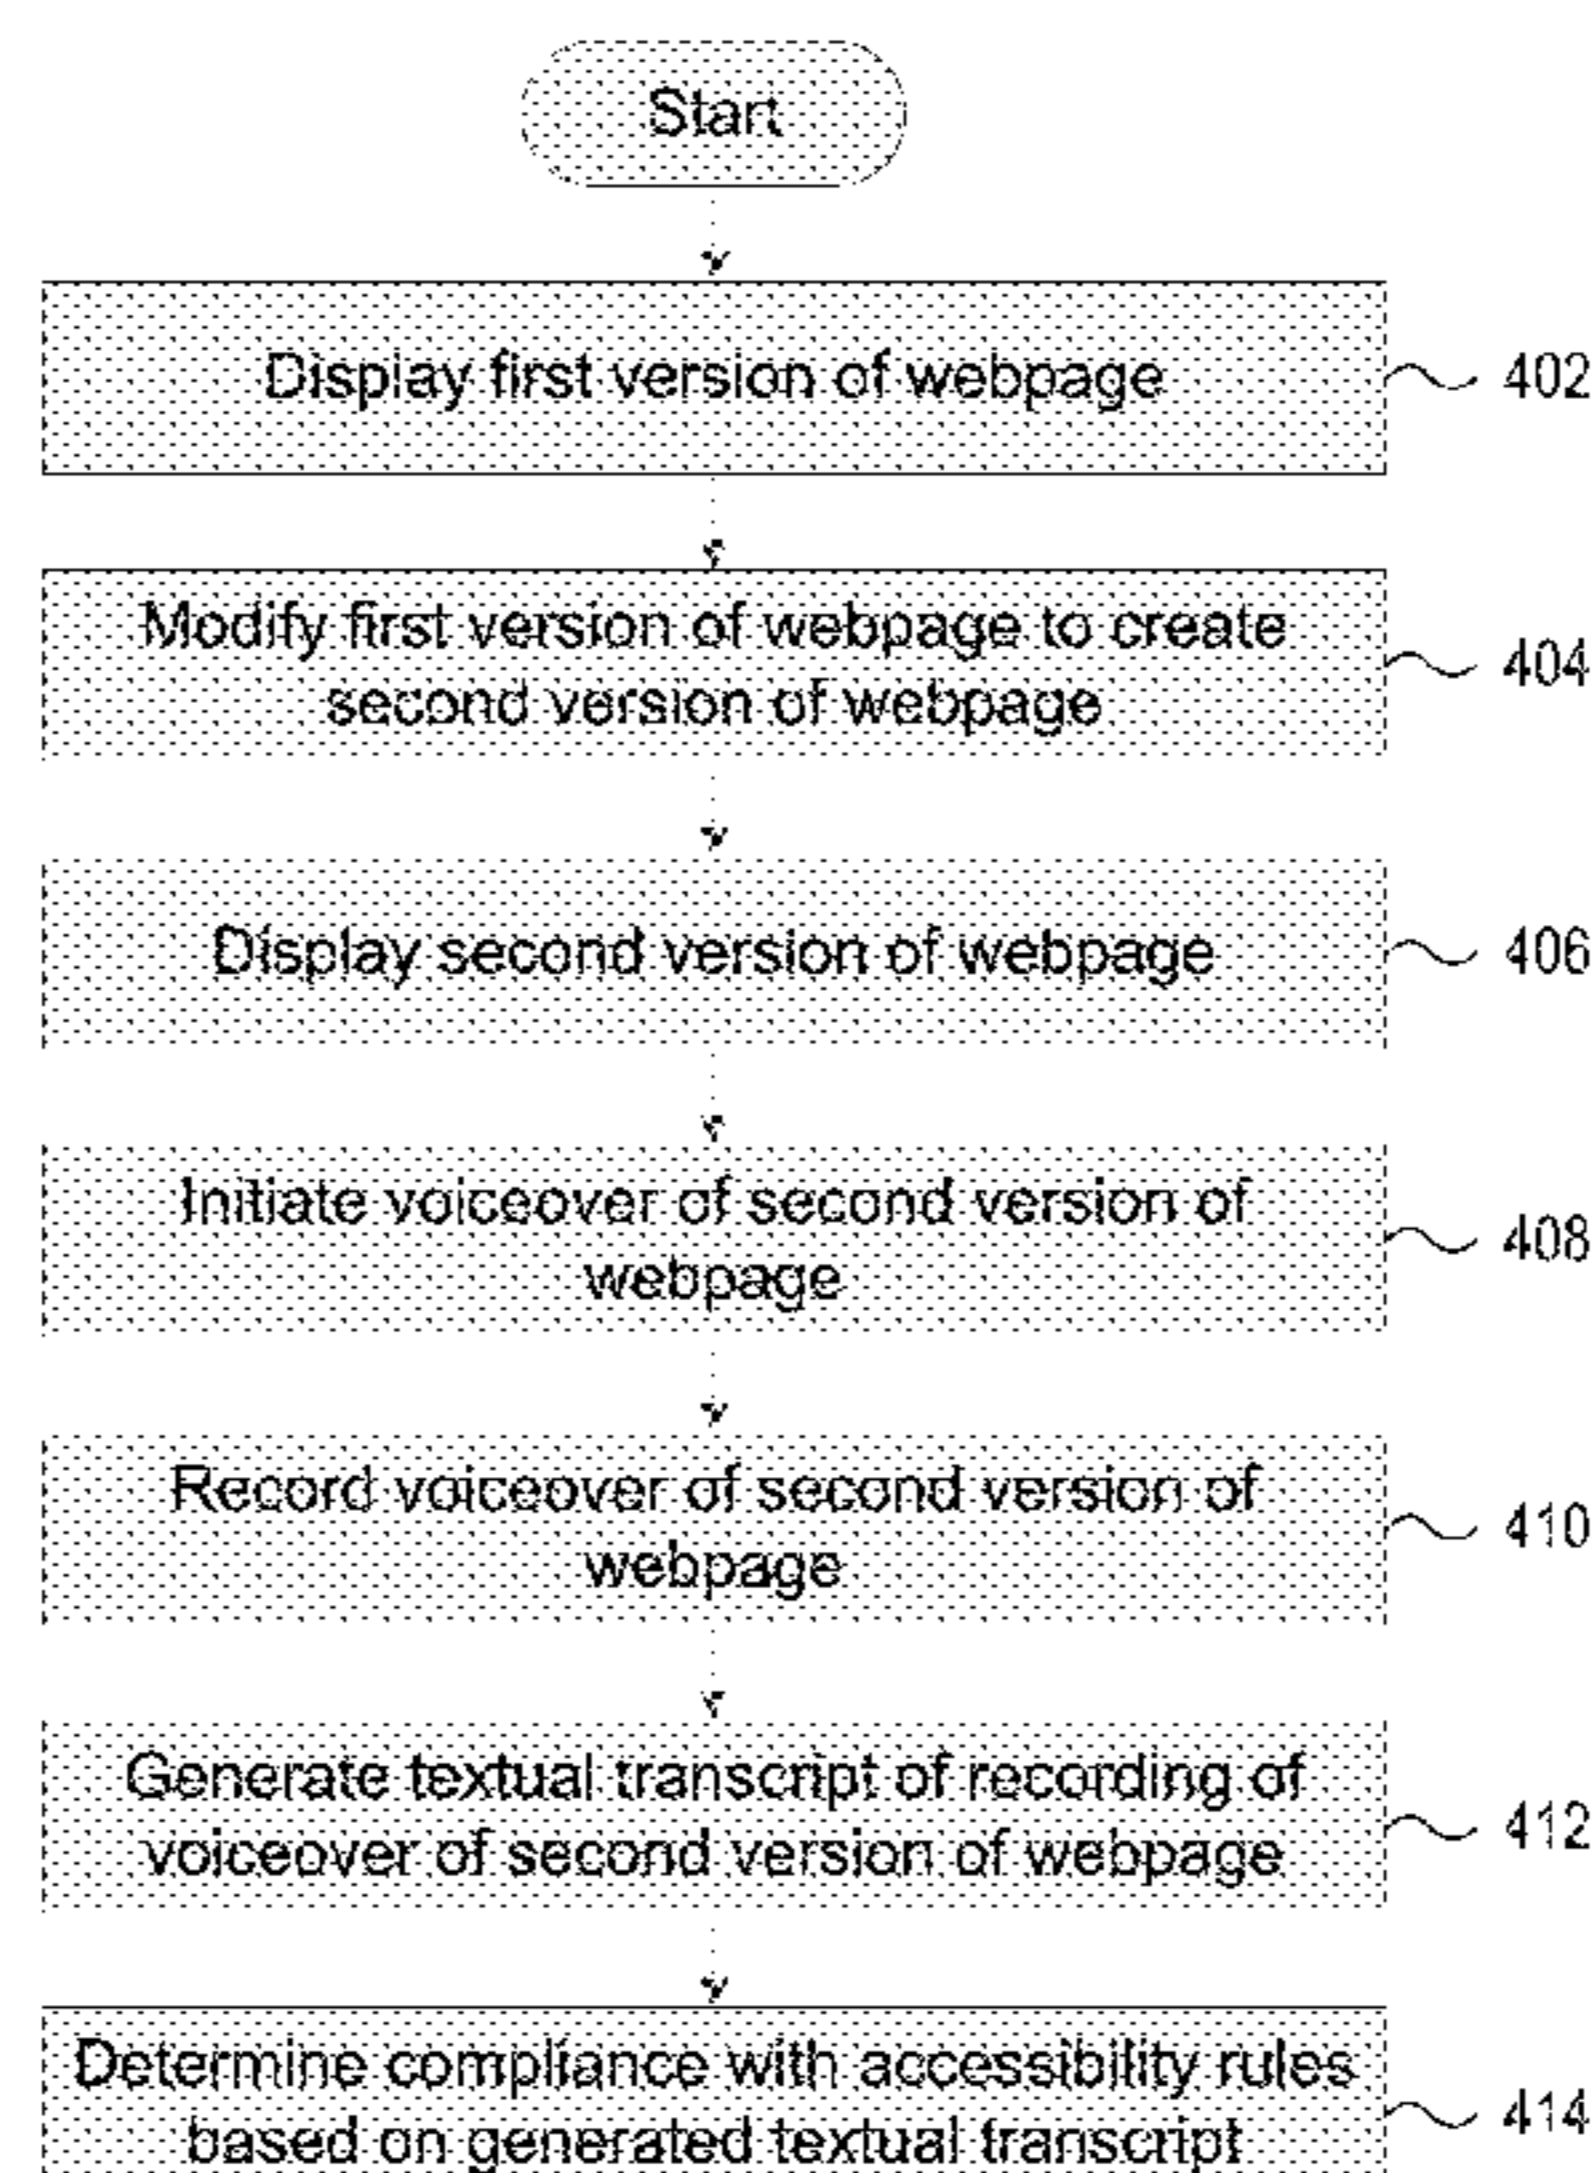 Start
Display first version of webpage
402
Modify first version of webpage to create
second version of webpage
404
Display second version of webpage
406
Initiate voiceover of second version of
webpage
408
Record voiceover of second version of
webpage
410
Generate textual transcript of recording of
voiceover of second version of webpage
412
Determine compliance with accessibility rules
based on generated textual transcript
414